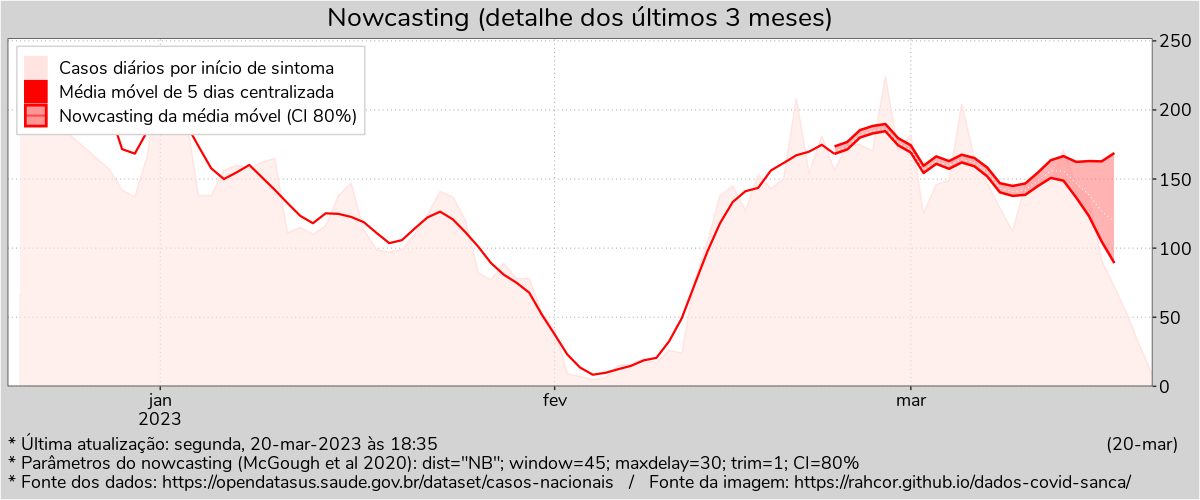 Nowcasting (detalhe dos últimos 3 meses)
Casos diários por início de sintoma
Média móvel de 5 dias centralizada
Nowcasting da média móvel (CI 80%)
250
200
150
100
50
0
jan
2023
fev
mar
* Última atualização: segunda, 20-mar-2023 às 18:35
(20-mar)
* Parâmetros do nowcasting (McGough et al 2020): dist="NB"; window=45; maxdelay=30; trim=1; CI=80%
* Fonte dos dados: https://opendatasus.saude.gov.br/dataset/casos-nacionais / Fonte da imagem: https://rahcor.github.io/dados-covid-sanca/